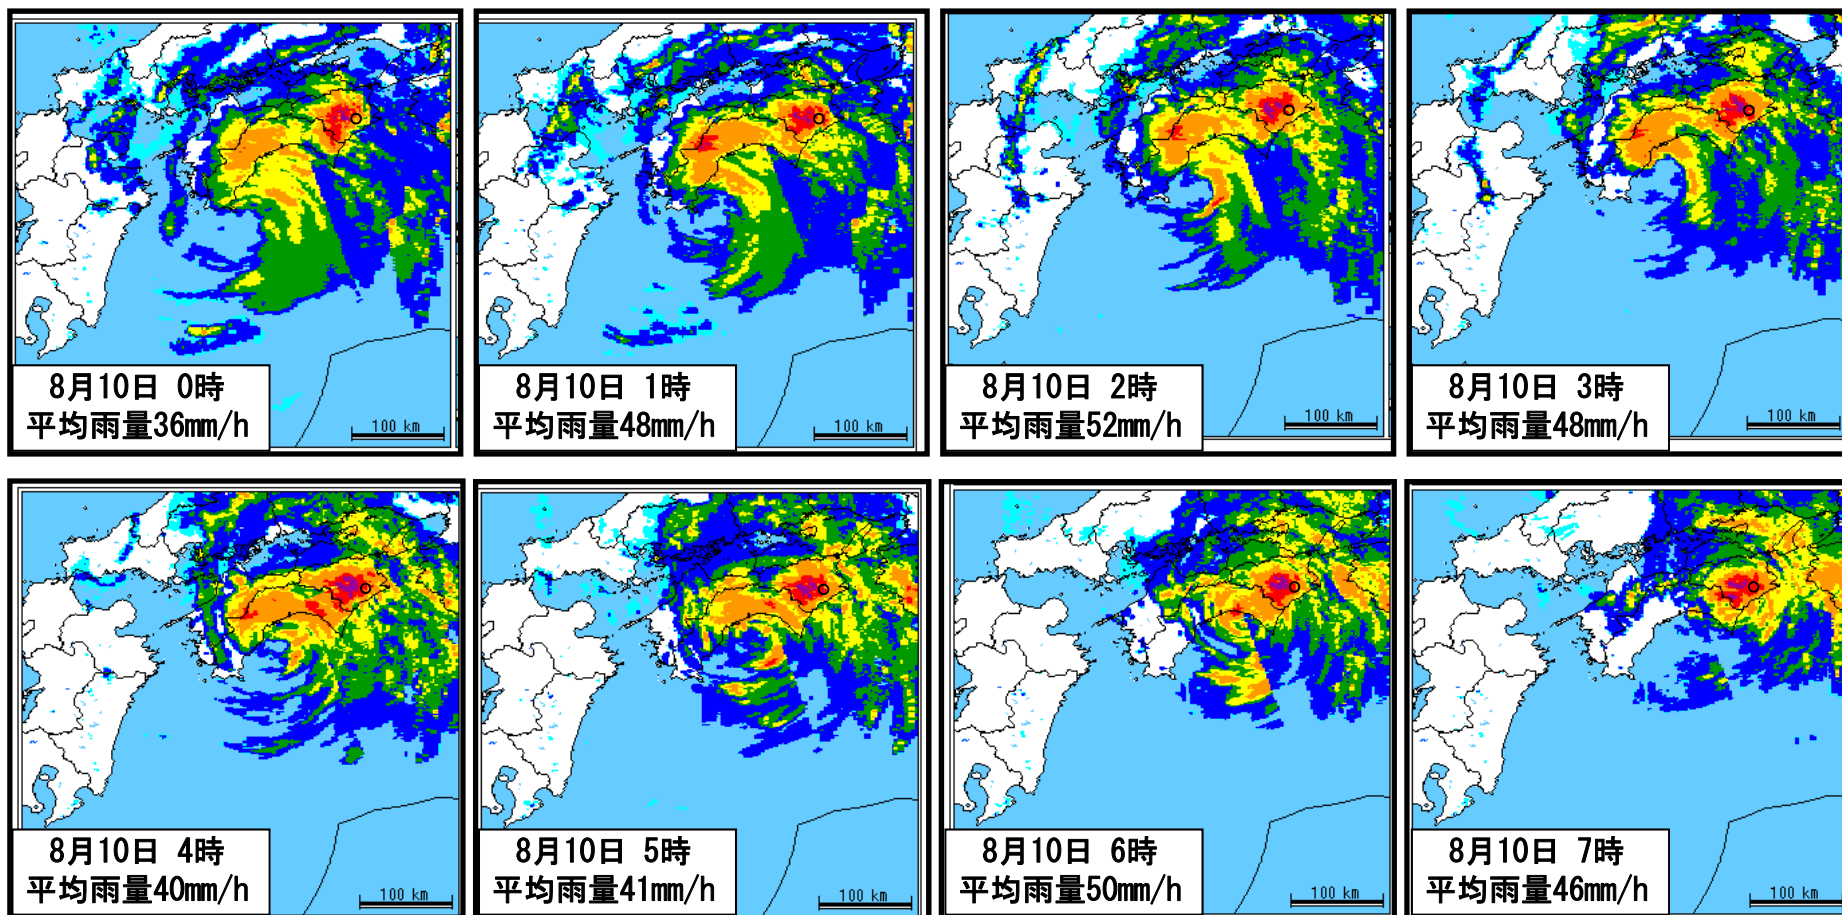 8月10日 0時
平均雨量36mm/h
100 km
8月10日 1時
平均雨量48mm/h
100 km
8月10日 2時
平均雨量52mm/h
100 km
8月10日 3時
平均雨量48mm/h
100 km
8月10日 4時
平均雨量40mm/h
100 km
8月10日 5時
平均雨量41mm/h
100 km
8月10日 6時
平均雨量50mm/h
100 km
8月10日 7時
平均雨量46mm/h
100 km